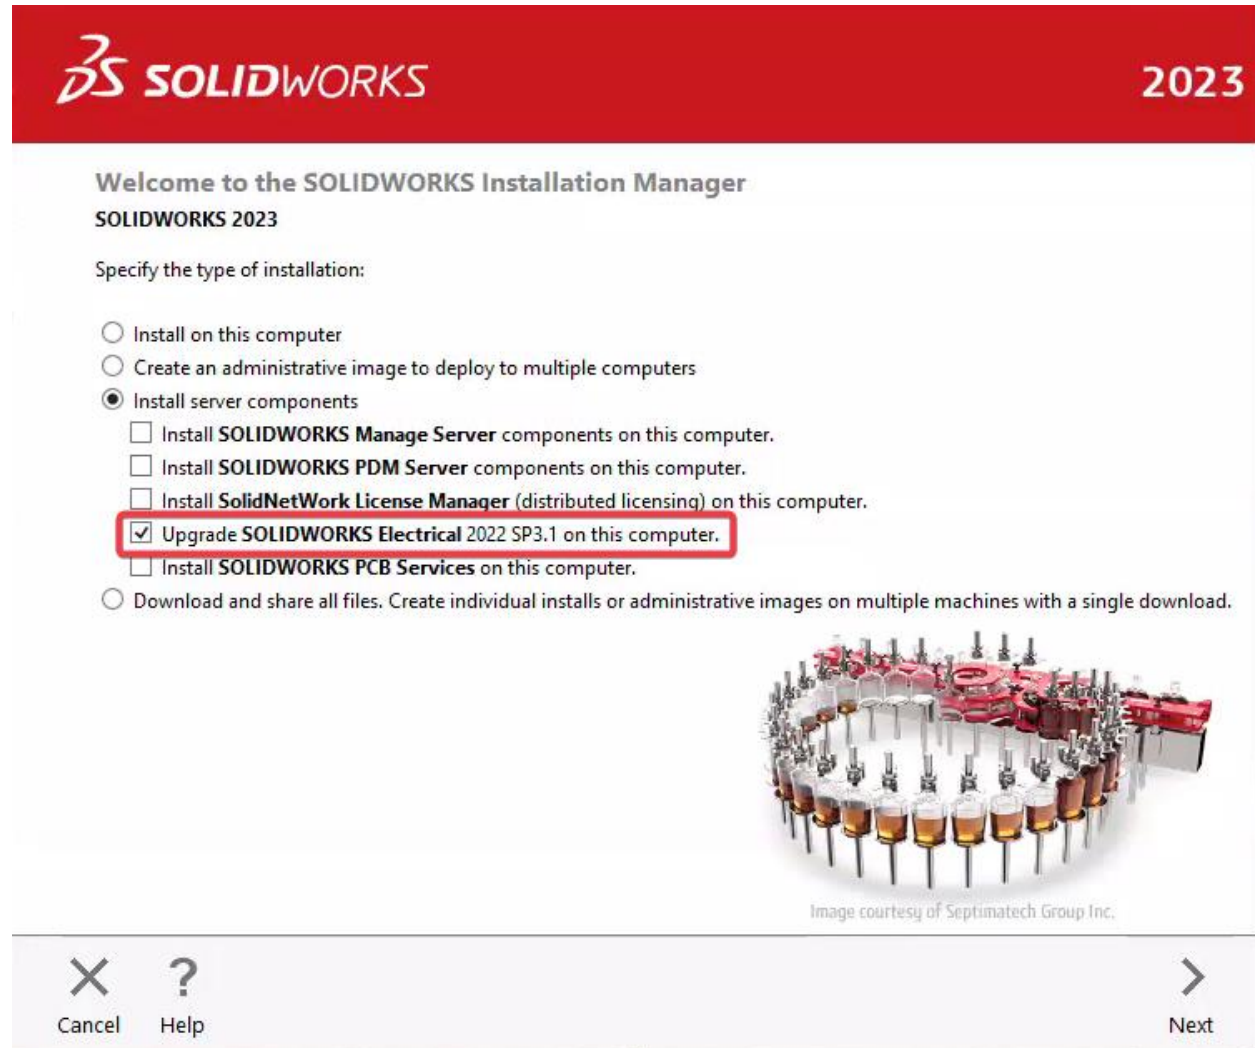 3DS SOLIDWORKS
2023
Welcome to the SOLIDWORKS Installation Manager
SOLIDWORKS 2023
Specify the type of installation:
Install on this computer
Create an administrative image to deploy to multiple computers
Install server components
Install SOLIDWORKS Manage Server components on this computer.
Install SOLIDWORKS PDM Server components on this computer.
Install SolidNetWork License Manager (distributed licensing) on this computer.
Upgrade SOLIDWORKS Electrical 2022 SP3.1 on this computer.
Install SOLIDWORKS PCB Services on this computer.
Download and share all files. Create individual installs or administrative images on multiple machines with a single download.
Image courtesy of Septimatech Group Inc.
?
Cancel
Help
Next